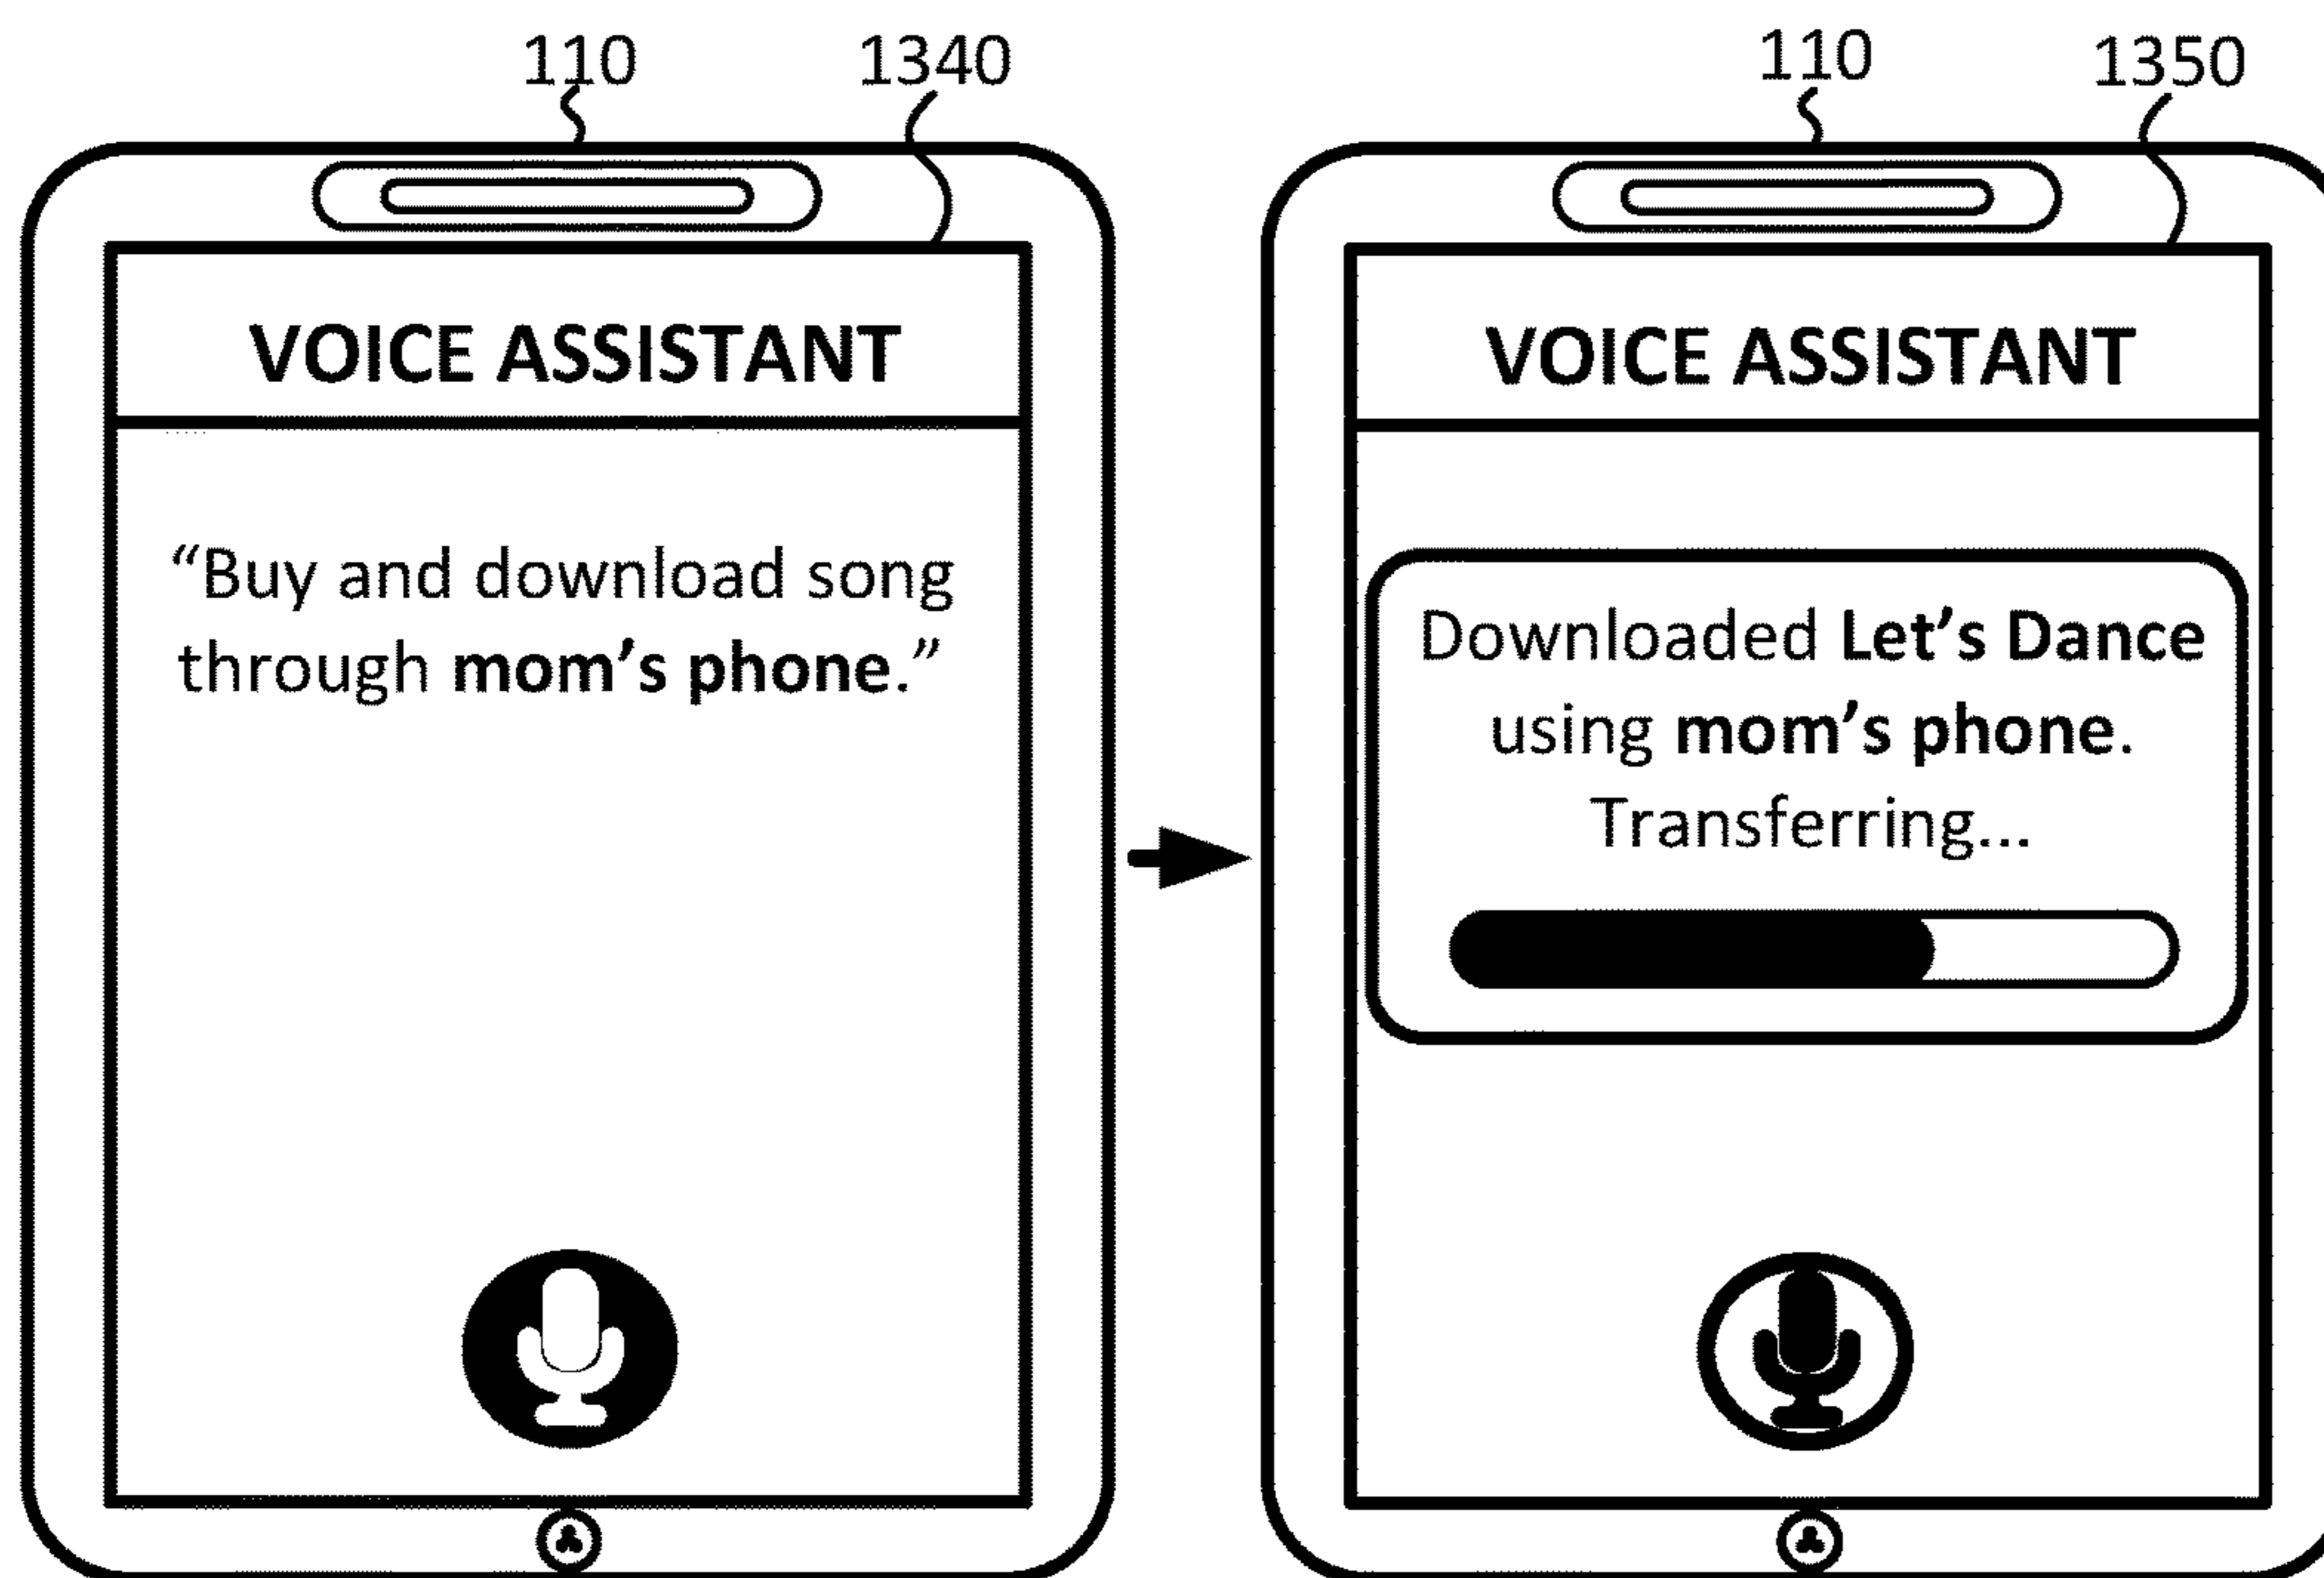 110 1340
VOICE ASSISTANT
“Buy and download song
through mom’s phone.”
110 1350
VOICE ASSISTANT
Downloaded Let’s Dance
using mom’s phone.
Transferring...